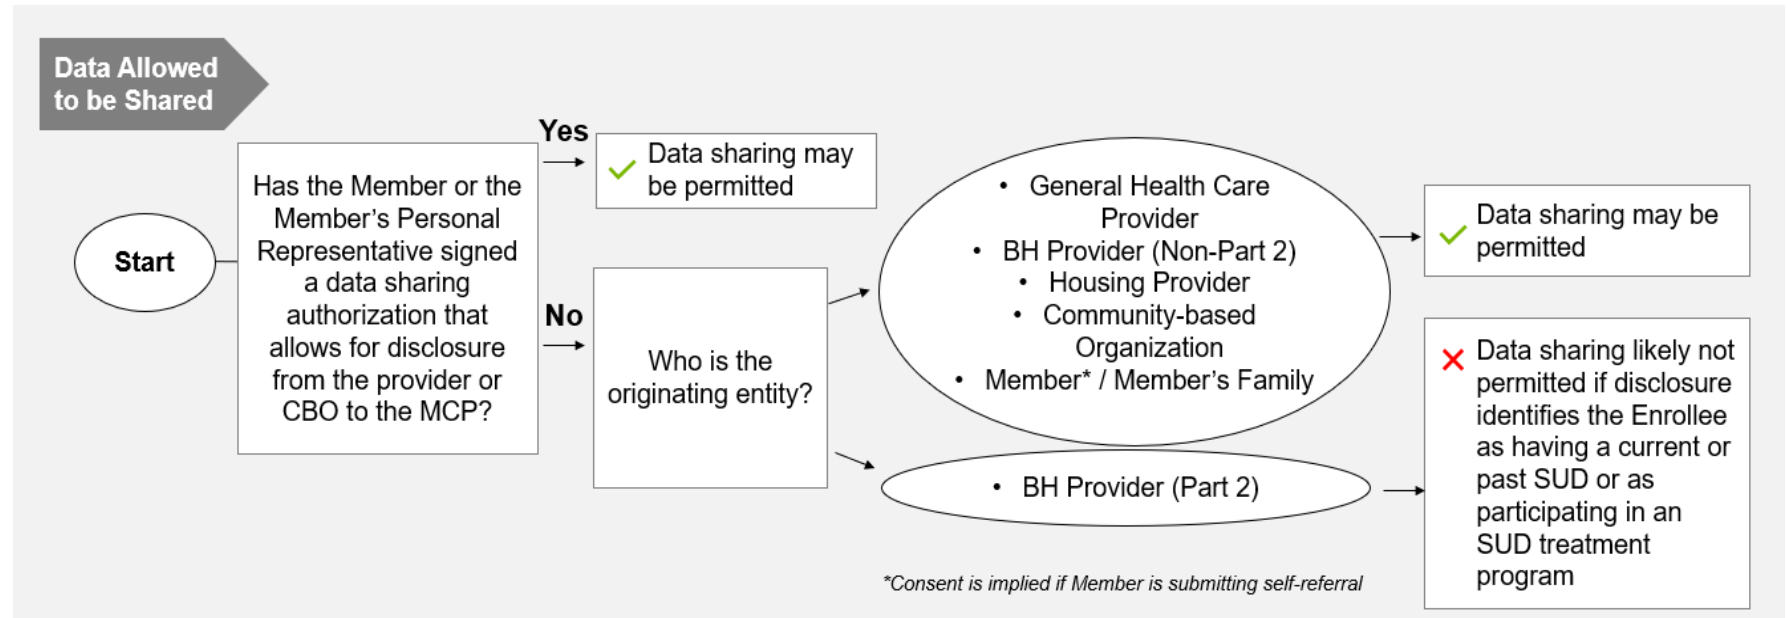 Data Allowed
to be Shared
Start
Has the Member or the
Member's Personal
Representative signed
a data sharing
authorization that
allows for disclosure
from the provider or
CBO to the MCP?
Yes
Data sharing may
be permitted
No
Who is the
originating entity?
• General Health Care
Provider
• BH Provider (Non-Part 2)
• Housing Provider
• Community-based
Organization
• Member* / Member's Family
Data sharing may be
permitted
• BH Provider (Part 2)
Data sharing likely not
permitted if disclosure
identifies the Enrollee
as having a current or
past SUD or as
participating in an
SUD treatment
program
*Consent is implied if Member is submitting self-referral